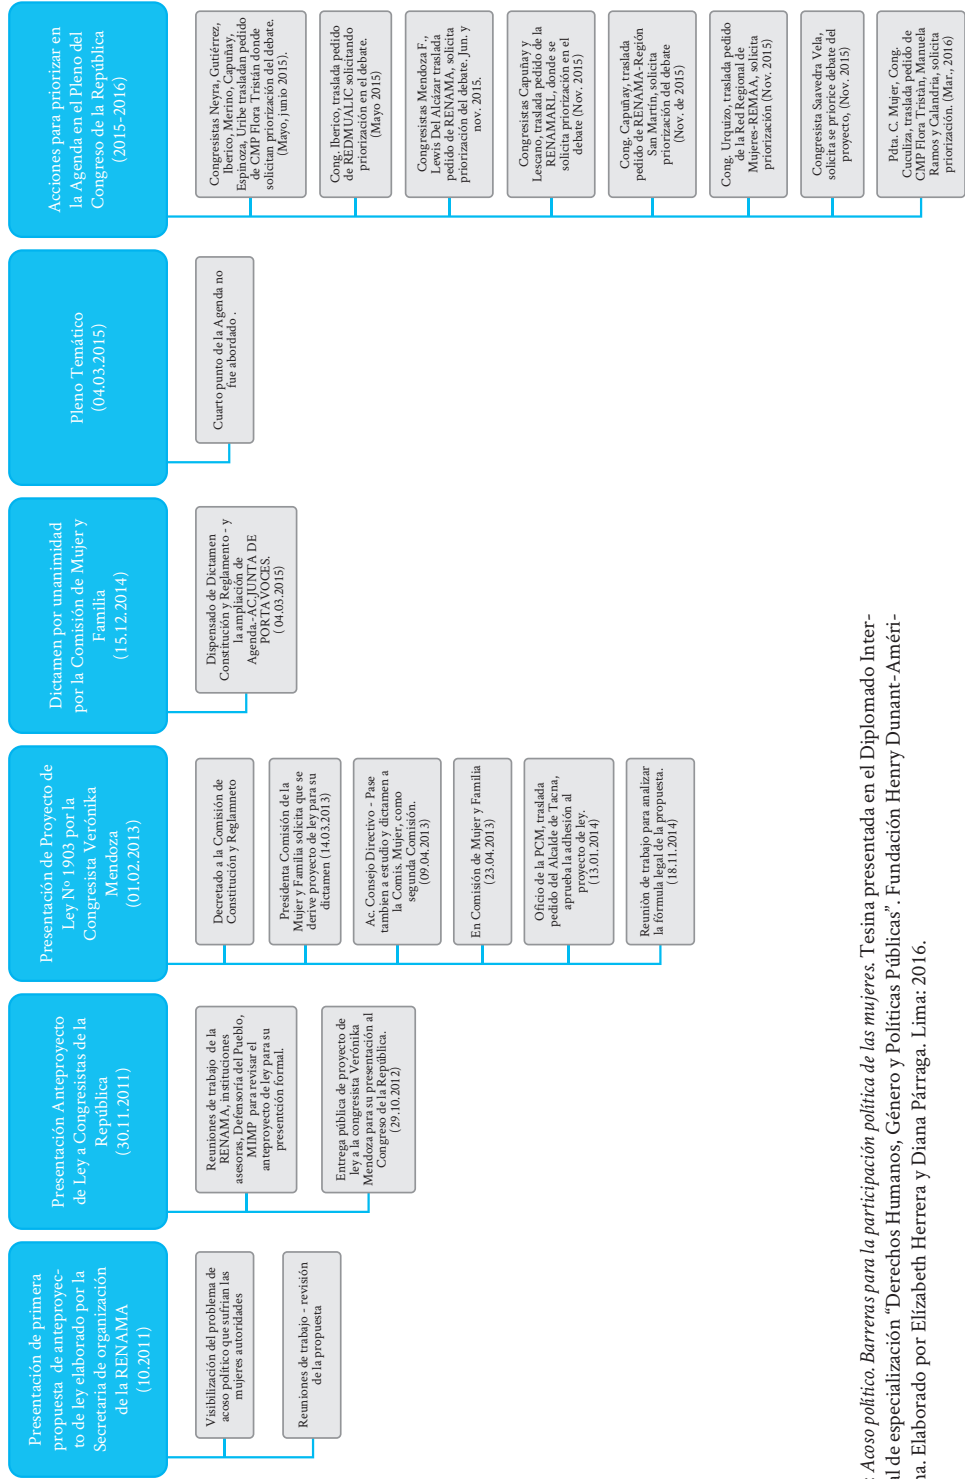 Presentación de primera
propuesta de anteproyec-
to de ley elaborado por la
Secretaria de organización
de la RENAMA
(10.2011)
Visibilización del problema de
acoso político que sufrían las
mujeres autoridades
Reuniones de trabajo - revisión
de la propuesta
Presentación Anteproyecto
de Ley a Congresistas de la
República
(30.11.2011)
Reuniones de trabajo de la
RENAMA, instituciones
asesoras, Defensoría del Pueblo,
MIMP para revisar el
anteproyecto de ley para su
presentción formal.
Entrega pública de proyecto de
ley a la congresista Verónika
Mendoza para su presentación al
Congreso de la República.
(29.10.2012)
Presentación de Proyecto de
Ley Nº 1903 por la
Congresista Verónika
Mendoza
(01.02.2013)
Decretado a la Comisión de
Constitución y Reglamneto
Presidenta Comisión de la
Mujer y Familia solicita que se
derive proyecto de ley para su
dictamen (14.03.2013)
Ac. Consejo Directivo - Pase
tambien a estudio y dictamen a
la Comis. Mujer, como
segunda Comisión.
(09.04.2013)
En Comisión de Mujer y Familia
(23.04.2013)
Oficio de la PCM, traslada
pedido del Alcalde de Tacna,
aprueba la adhesión al
proyecto de ley.
(13.01.2014)
Reunión de trabajo para analizar
la fórmula legal de la propuesta.
(18.11.2014)
Dictamen por unanimidad
por la Comisión de Mujer y
Familia
(15.12.2014)
Dispensado de Dictamen
Constitución y Reglamento - y
la ampliación de
Agenda.-AC.JUNTA DE
PORTAVOCES.
( 04.03.2015)
Pleno Temático
(04.03.2015)
Cuarto punto de la Agenda no
fue abordado .
Acciones para priorizar en
la Agenda en el Pleno del
Congreso de la República
(2015-2016)
Congresistas Neyra, Gutiérrez,
Iberico, Merino, Capuñay,
Espinoza, Uribe trasladan pedido
de CMP Flora Tristán donde
solicitan priorización del debate.
(Mayo, junio 2015).
Cong. Iberico, traslada pedido
de REDMUALIC solicitando
priorización en el debate.
(Mayo 2015)
Congresistas Mendoza F.,
Lewis Del Alcázar traslada
pedido de RENAMA, solicita
priorización del debate, Jun. y
nov. 2015.
Congresistas Capuñay y
Lescano, traslada pedido de la
RENAMARL, donde se
solicita priorización en el
debate (Nov. 2015)
Cong. Capuñay, traslada
pedido de RENAMA-Región
San Martín, solicita
priorización del debate
(Nov. de 2015)
Cong. Urquizo, traslada pedido
de la Red Regional de
Mujeres-REMAA, solicita
priorización (Nov. 2015)
Congresista Saavedra Vela,
solicita se priorice debate del
proyecto, (Nov. 2015)
Pdta. C. Mujer, Cong.
Cuculiza, traslada pedido de
CMP Flora Tristàn, Manuela
Ramos y Calandria, solicita
priorización (Mar., 2016)
: Acoso político. Barreras para la participación política de las mujeres. Tesina presentada en el Diplomado Inter-
al de especialización “Derechos Humanos, Género y Políticas Públicas”. Fundación Henry Dunant-Améri-
na. Elaborado por Elízabeth Herrera y Diana Párraga. Lima: 2016.